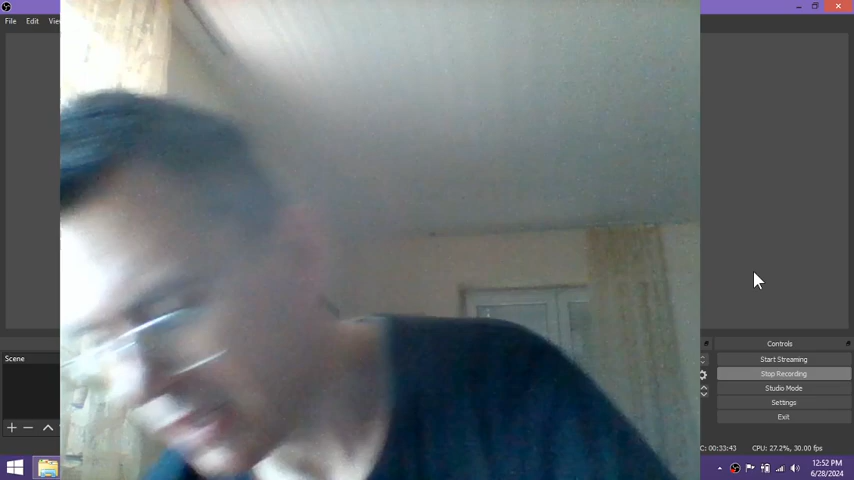 File Edit
Controls
Start Streaming
Scene
Stop Recording
Studio Mode
Settings
Exit
C: 00:33:43 CPU: 27.2%, 30.00 fps
12:52 PM
6/28/2024